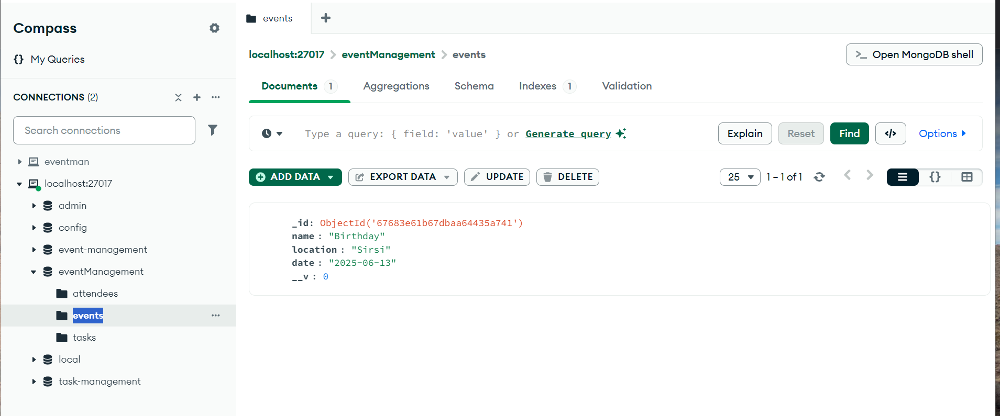 Compass
{} My Queries
CONNECTIONS (2)
Search connections
eventman
localhost:27017
admin
config
event-management
eventManagement
attendees
events
tasks
local
task-management
events
localhost:27017 > eventManagement > events
>_ Open MongoDB shell
Documents 1 Aggregations Schema Indexes 1 Validation
Type a query: { field: 'value' } or Generate query
Explain Reset Find </> Options
ADD DATA EXPORT DATA UPDATE DELETE
25 1 – 1 of 1 {}
_id: ObjectId('67683e61b67dbaa64435a741')
name : "Birthday"
location : "Sirsi"
date : "2025-06-13"
__v : 0